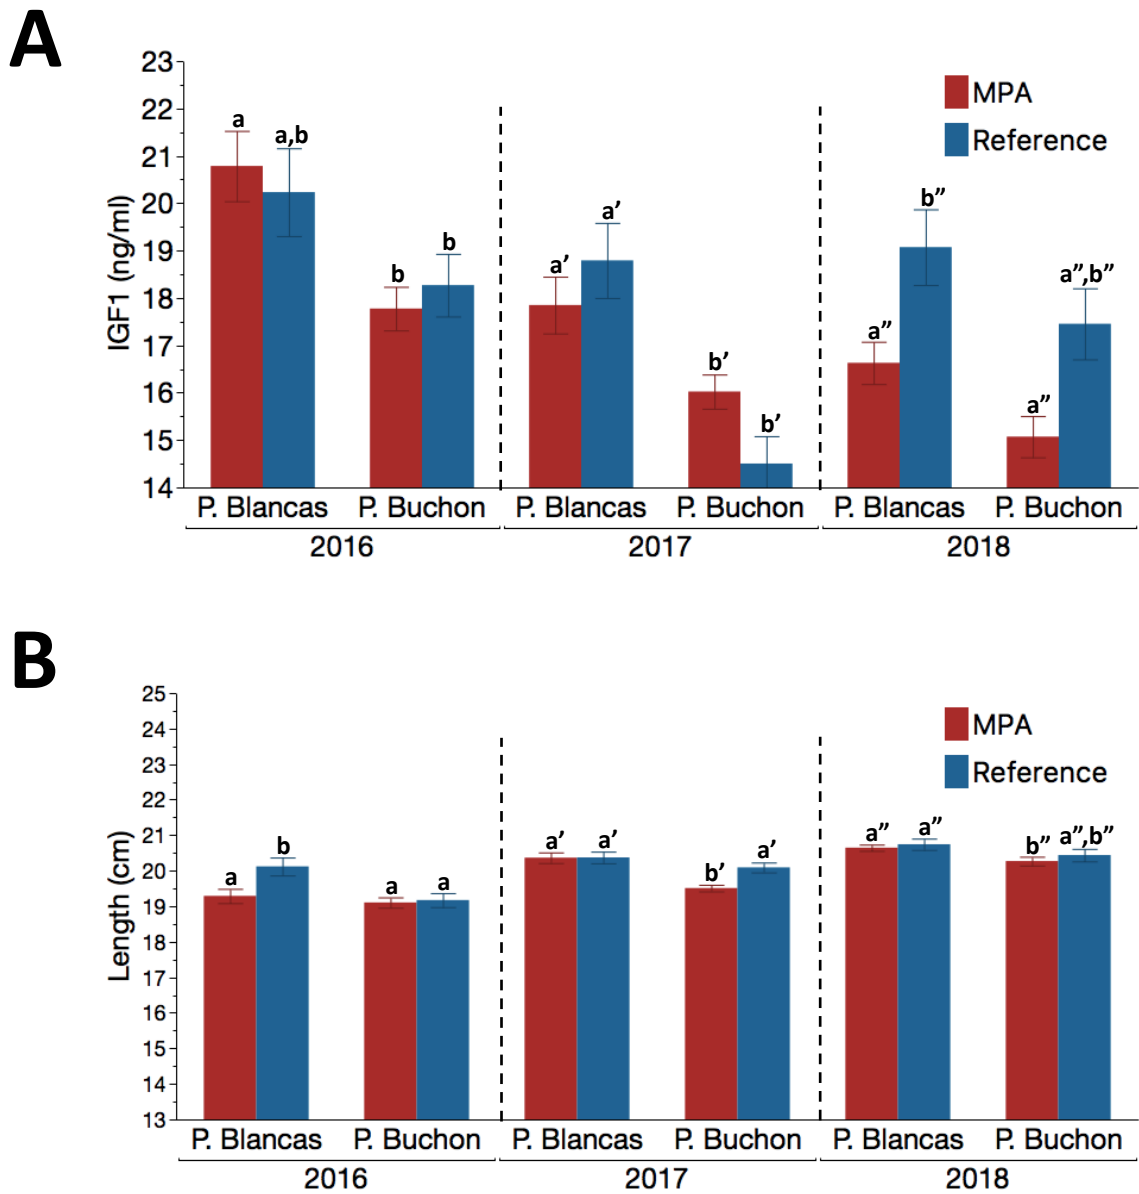 A
23
22
21
20
19
18
17
16
15
14
IGF1 (ng/ml)
MPA
Reference
a
a,b
b
b
a’
a’
b’
b’
a”
b”
a”
a”,b”
P. Blancas P. Buchon P. Blancas P. Buchon P. Blancas P. Buchon
2016 2017 2018
B
25
24
23
22
21
20
19
18
17
16
15
14
13
Length (cm)
MPA
Reference
a
b
a
a
a’
a’
b’
a’
a”
a”
b”
a”,b”
P. Blancas P. Buchon P. Blancas P. Buchon P. Blancas P. Buchon
2016 2017 2018